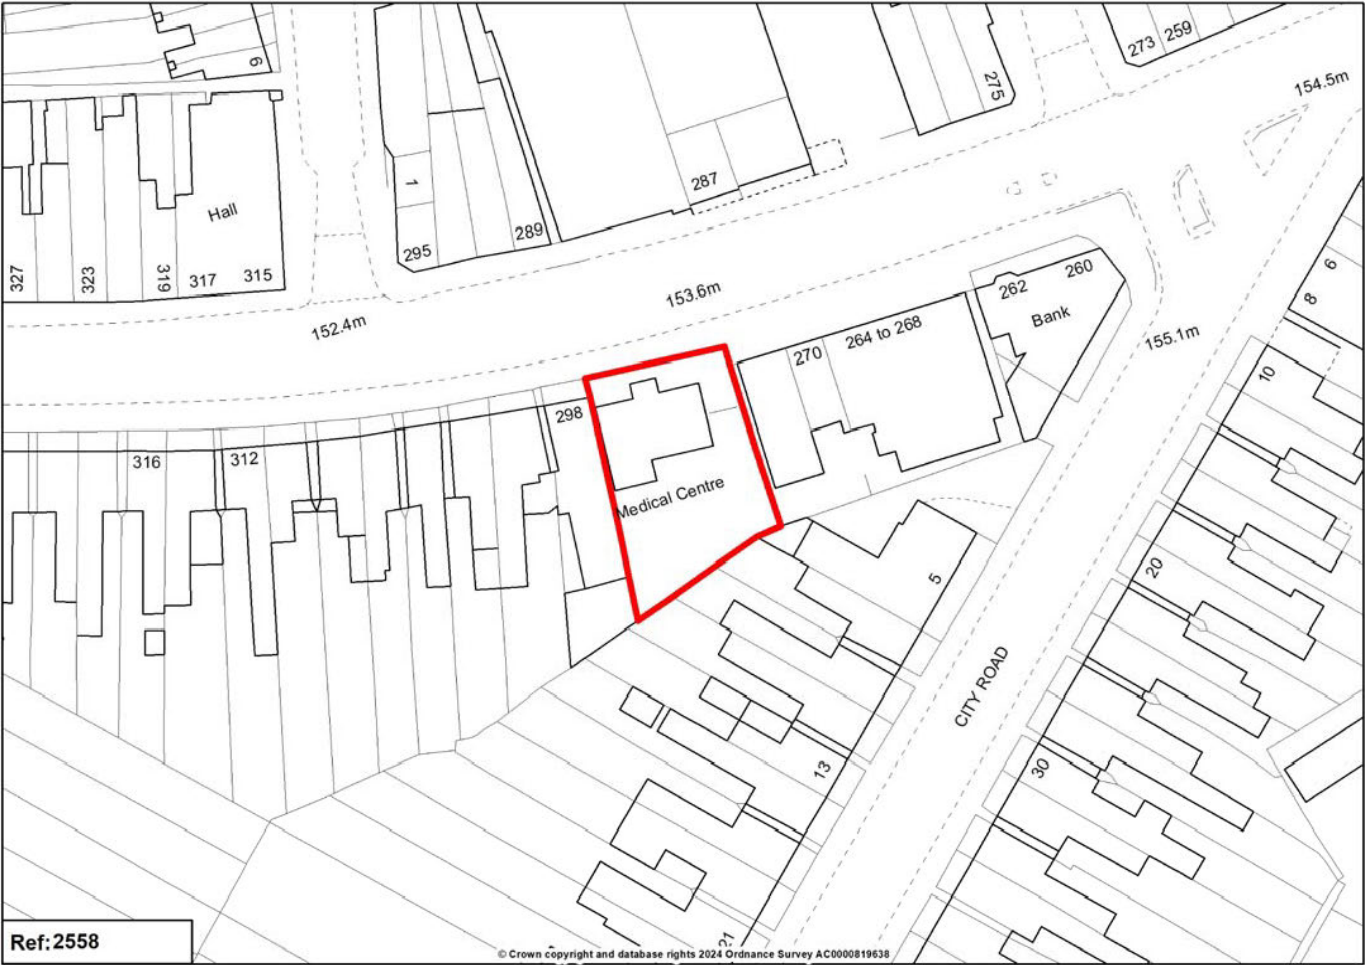 6
273
259
154.5m
275
1
287
Hall
289
295
327
323
319
317
315
153.6m
152.4m
262
260
Bank
155.1m
6
8
270
264 to 268
10
298
316
312
Medical Centre
5
20
CITY ROAD
13
30
21
Ref:2558
© Crown copyright and database rights 2024 Ordnance Survey AC0000819638